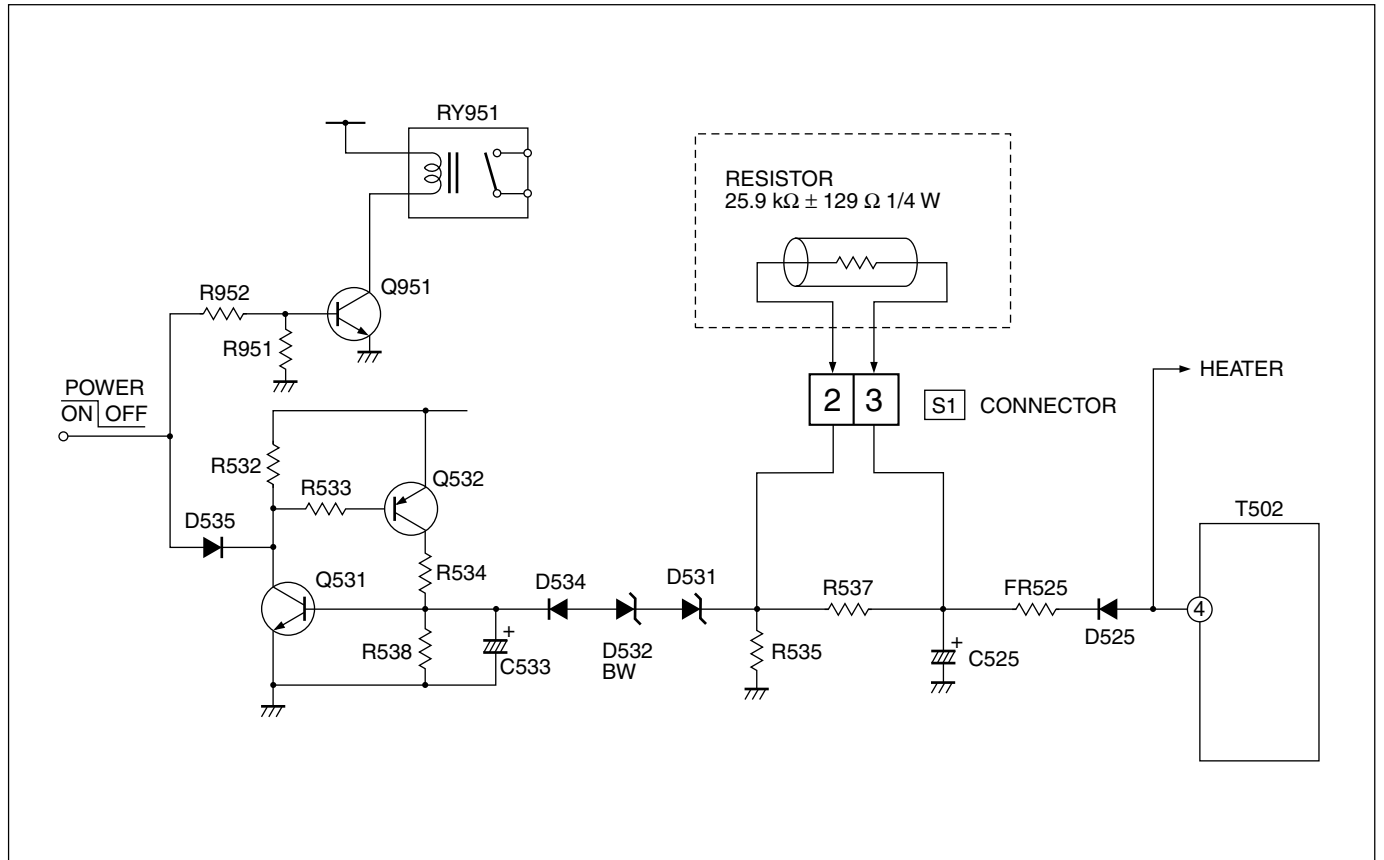 RY951
RESISTOR
25.9 kΩ ± 129 Ω 1/4 W
Q951
R952
R951
2 3
S1 CONNECTOR
HEATER
POWER
ON OFF
R532
R533
Q532
T502
D535
Q531
R534
D534
D531
R537
FR525
4
R538
+
C533
D532
BW
R535
+
C525
D525